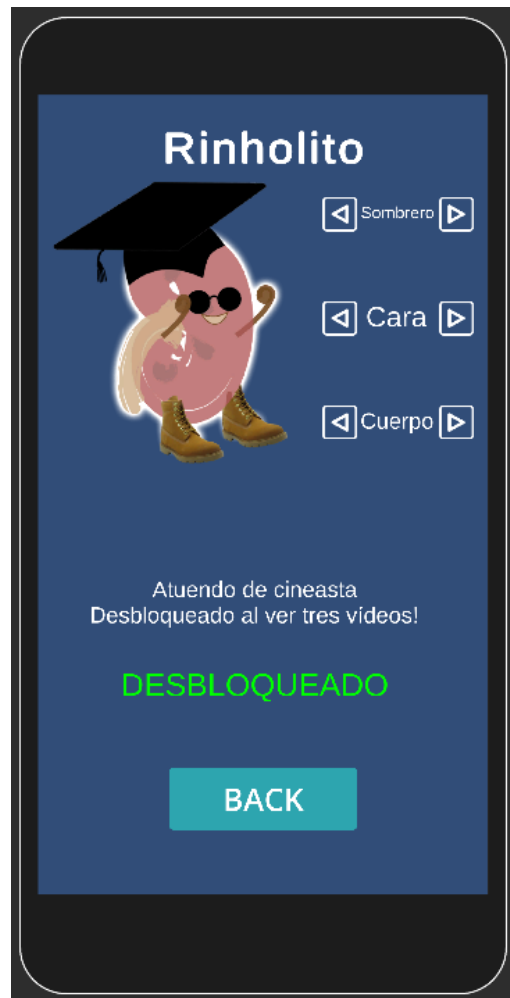 Rinholito
Sombrero
Cara
Cuerpo
Atuendo de cineasta
Desbloqueado al ver tres vídeos!
DESBLOQUEADO
BACK